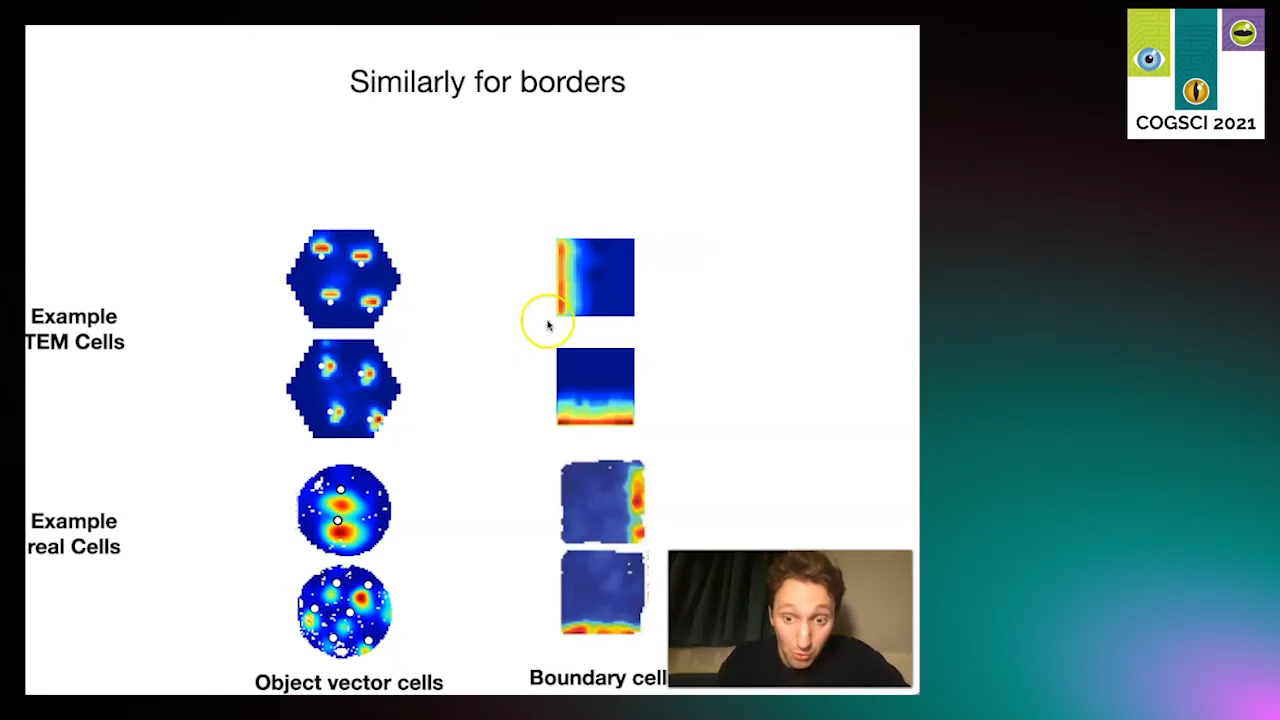 COGSCI 2021
Similarly for borders
Example
TEM Cells
Example
real Cells
Object vector cells
Boundary cell